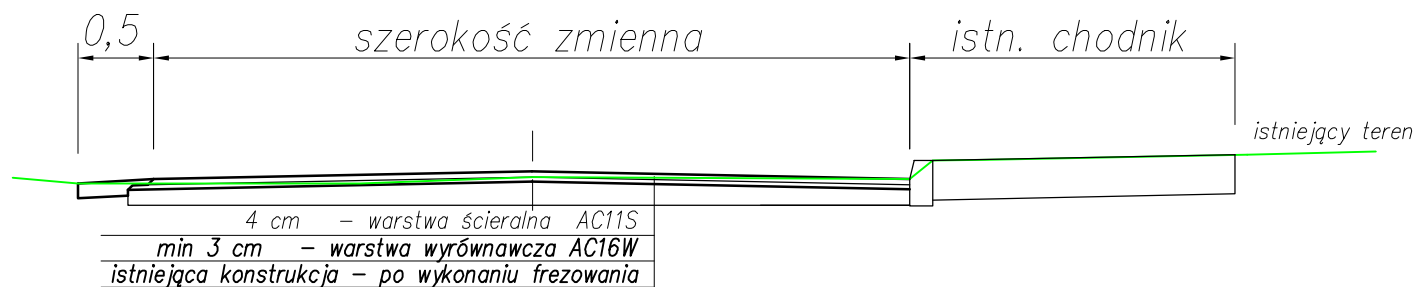 0,5 szerokość zmienna istn. chodnik
istniejący teren
4 cm – warstwa ścieralna AC11S
min 3 cm – warstwa wyrównawcza AC16W
istniejąca konstrukcja – po wykonaniu frezowania